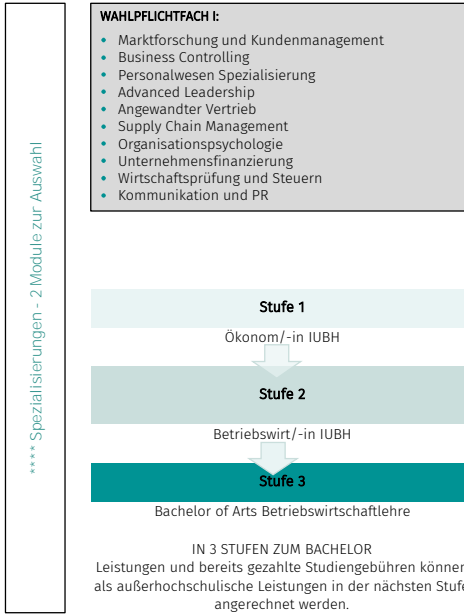 **** Spezialisierungen - 2 Module zur Auswahl
WAHLPFLICHTFACH I:
• Marktforschung und Kundenmanagement
• Business Controlling
• Personalwesen Spezialisierung
• Advanced Leadership
• Angewandter Vertrieb
• Supply Chain Management
• Organisationspsychologie
• Unternehmensfinanzierung
• Wirtschaftsprüfung und Steuern
• Kommunikation und PR
Stufe 1
Ökonom/-in IUBH
Stufe 2
Betriebswirt/-in IUBH
Stufe 3
Bachelor of Arts Betriebswirtschaftlehre
IN 3 STUFEN ZUM BACHELOR
Leistungen und bereits gezahlte Studiengebühren können
als außerhochschulische Leistungen in der nächsten Stufe
angerechnet werden.